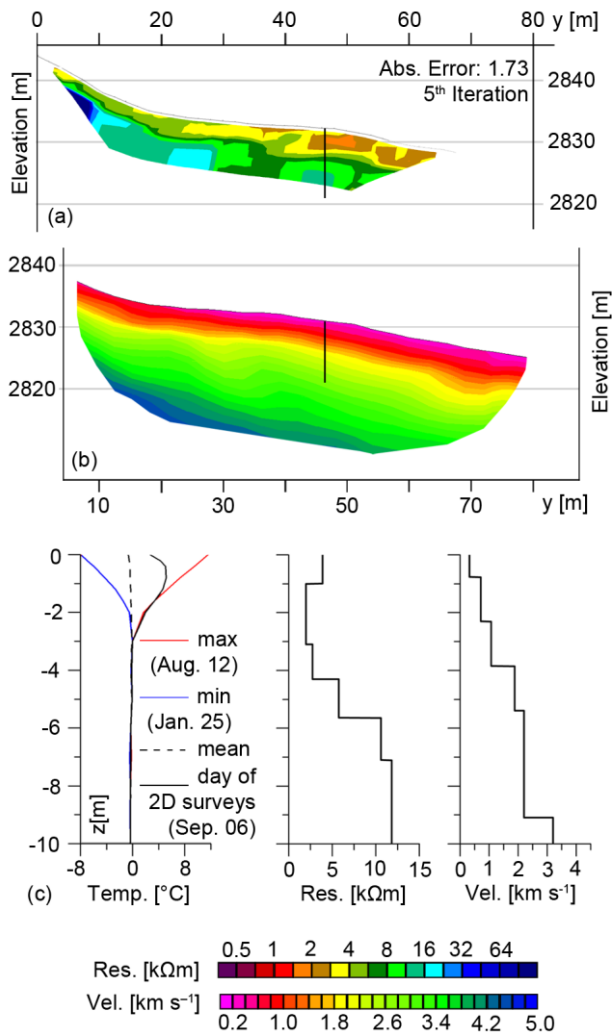 0 20 40 60 80 y [m]
Abs. Error: 1.73
5th Iteration
Elevation [m]
2840
2830
2820
(a)
2840
2830
2820
Elevation [m]
(b)
10 30 50 70 y [m]
0
-2
-4
-6
-8
-10
z[m]
max
(Aug. 12)
min
(Jan. 25)
mean
day of
2D surveys
(Sep. 06)
0 8
(c) Temp. [°C]
0 5 10 15
Res. [kΩm]
0 1 2 3 4
Vel. [km s⁻¹]
0.5 1 2 4 8 16 32 64
Res. [kΩm]
Vel. [km s⁻¹]
0.2 1.0 1.8 2.6 3.4 4.2 5.0